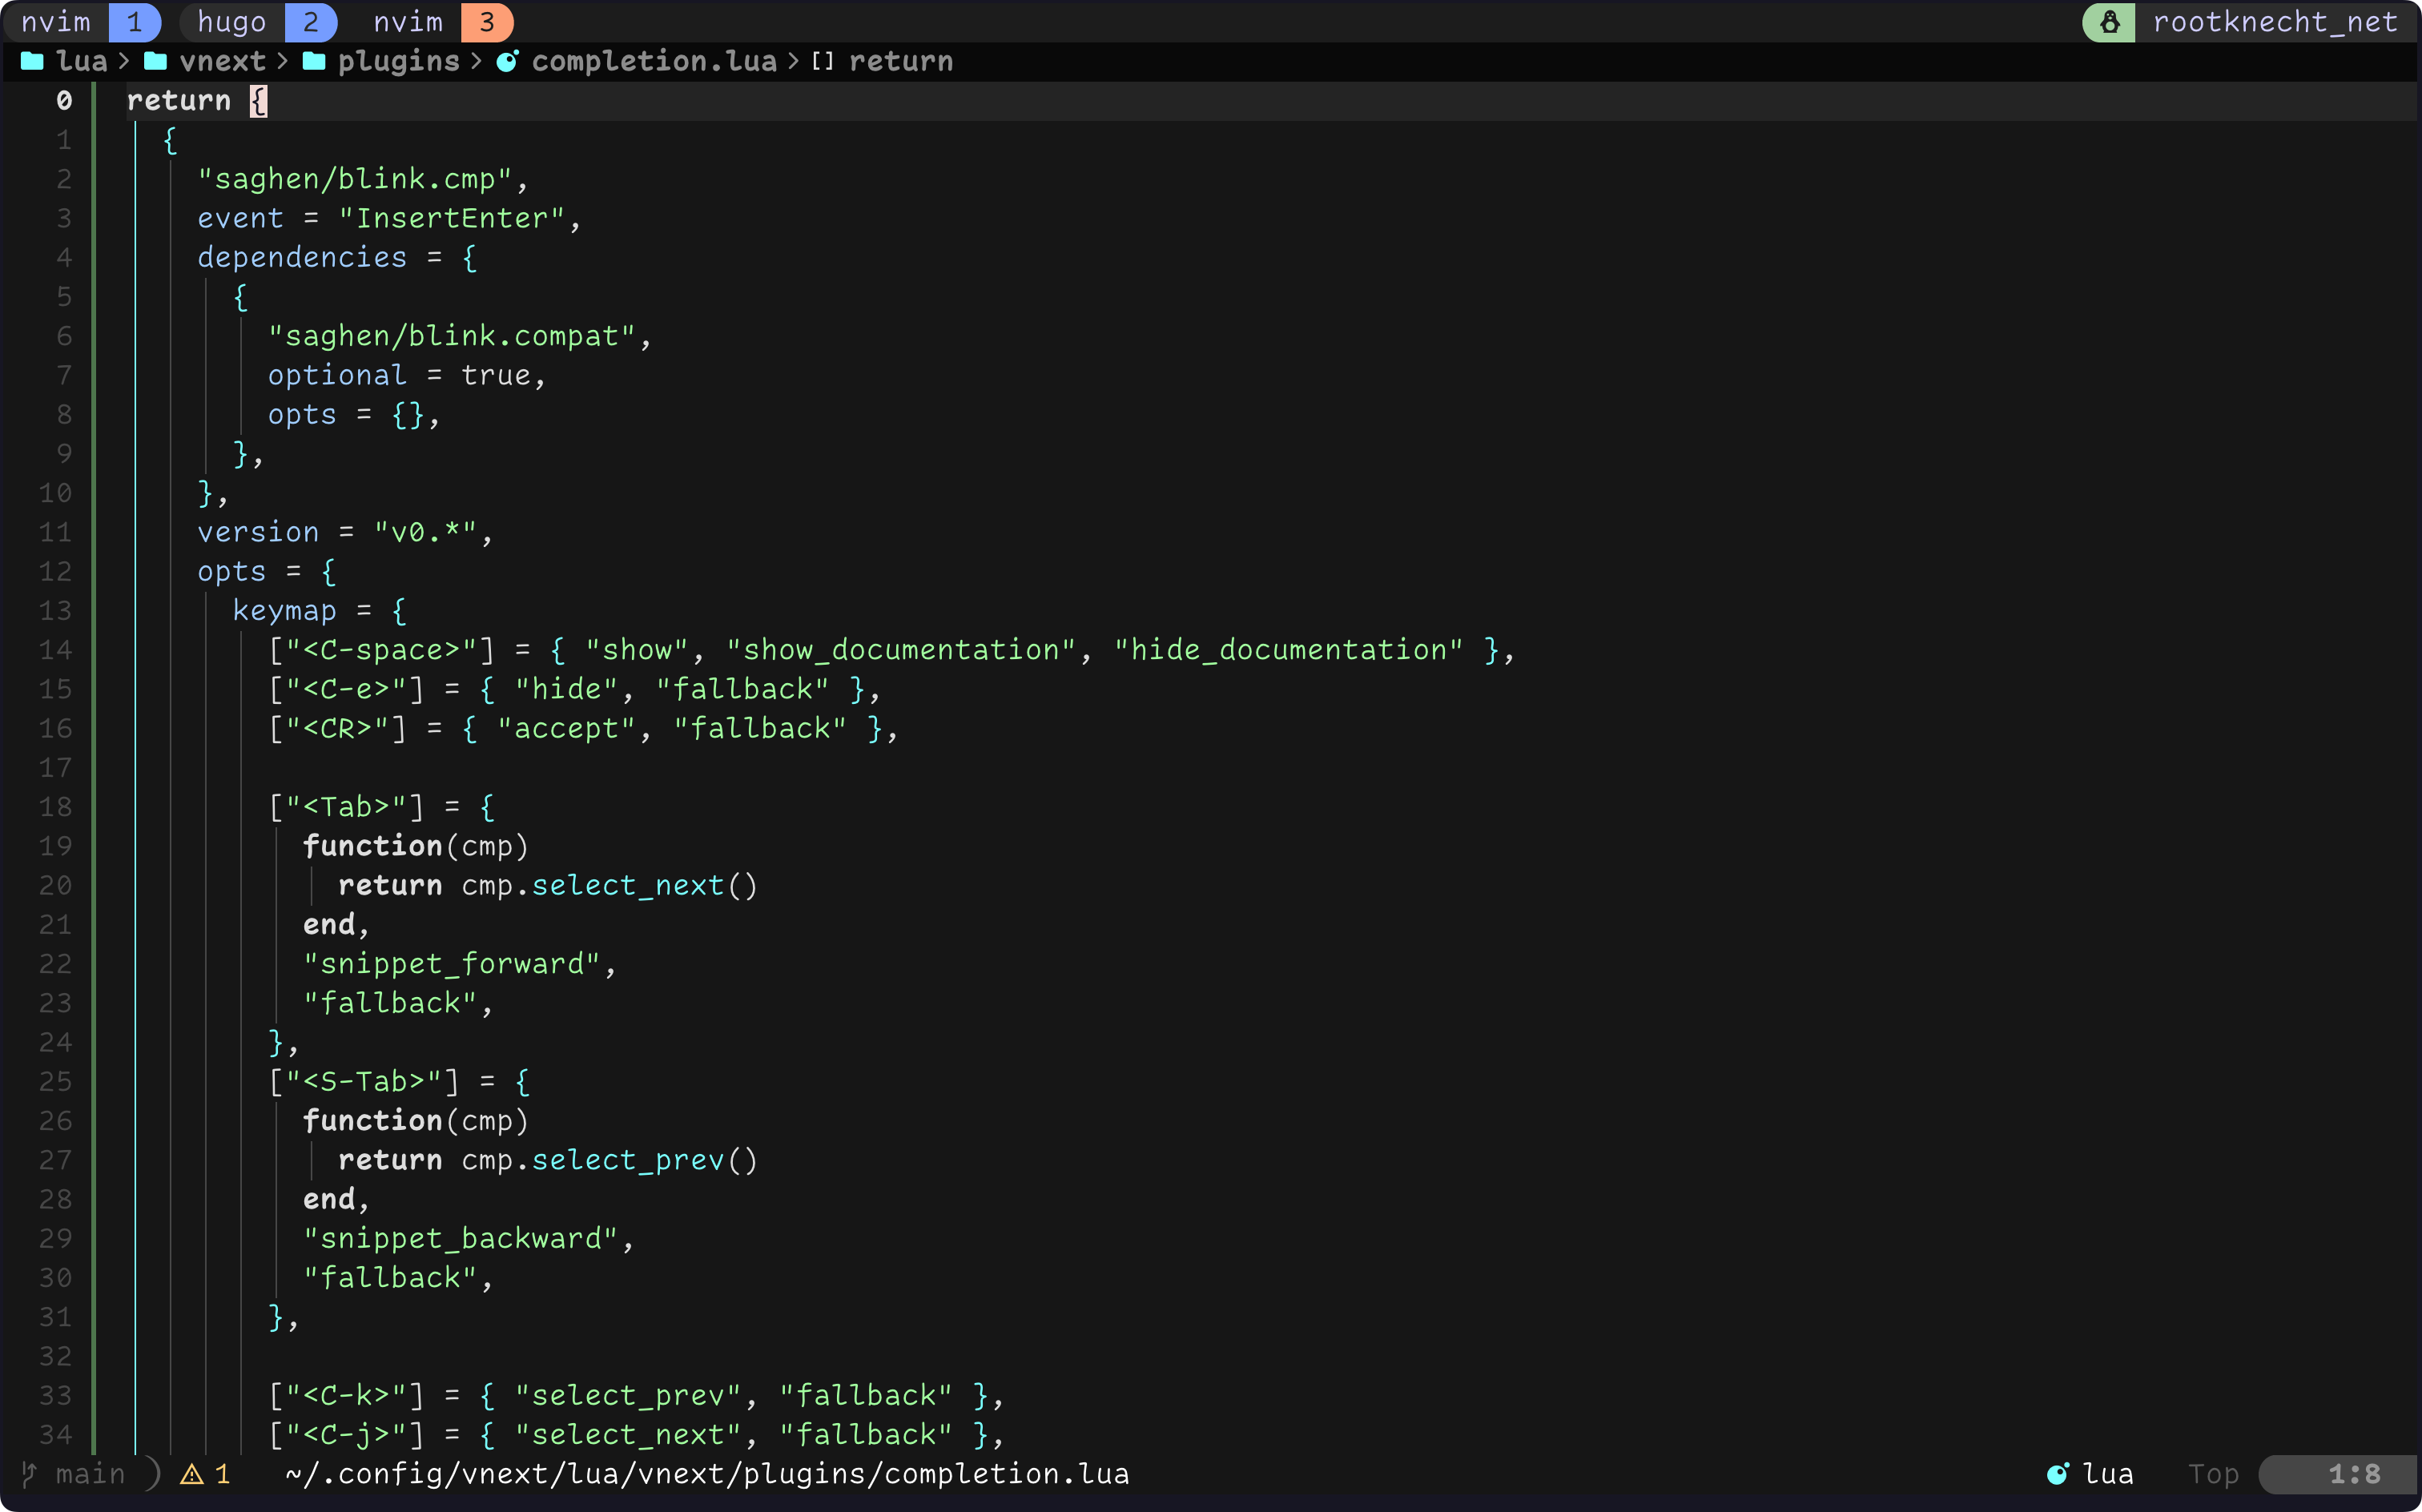 nvim 1 hugo 2 nvim 3 rootknecht_net
lua > vnext > plugins > completion.lua > [] return
0 return {
1 {
2 "saghen/blink.cmp",
3 event = "InsertEnter",
4 dependencies = {
5 {
6 "saghen/blink.compat",
7 optional = true,
8 opts = {},
9 },
10 },
11 version = "v0.*",
12 opts = {
13 keymap = {
14 ["<C-space>"] = { "show", "show_documentation", "hide_documentation" },
15 ["<C-e>"] = { "hide", "fallback" },
16 ["<CR>"] = { "accept", "fallback" },
17
18 ["<Tab>"] = {
19 function(cmp)
20 return cmp.select_next()
21 end,
22 "snippet_forward",
23 "fallback",
24 },
25 ["<S-Tab>"] = {
26 function(cmp)
27 return cmp.select_prev()
28 end,
29 "snippet_backward",
30 "fallback",
31 },
32
33 ["<C-k>"] = { "select_prev", "fallback" },
34 ["<C-j>"] = { "select_next", "fallback" },
main 1 ~/.config/vnext/lua/vnext/plugins/completion.lua lua Top 1:8